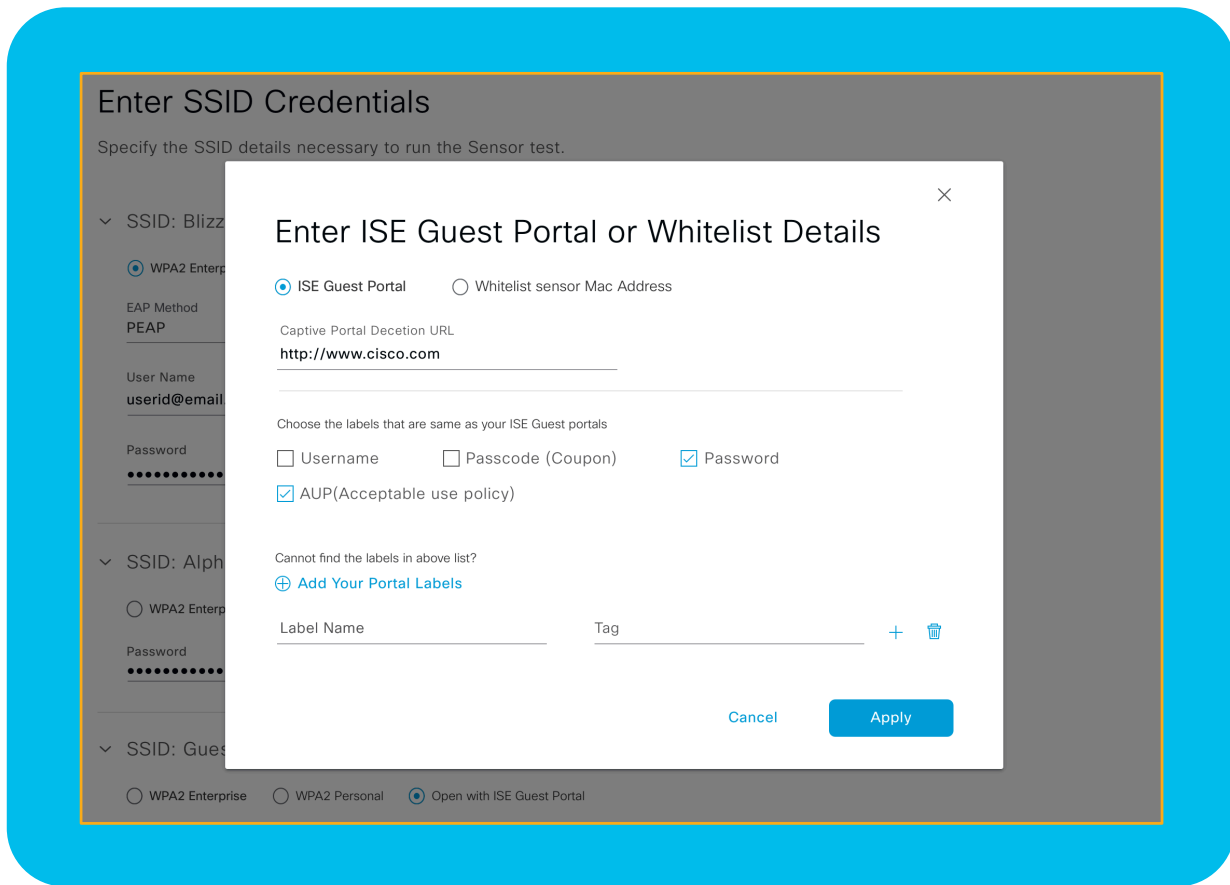 Enter SSID Credentials
Specify the SSID details necessary to run the Sensor test.
SSID: Blizz
WPA2 Enterp
EAP Method
PEAP
User Name
userid@email.
Password
••••••••••••
SSID: Alph
WPA2 Enterp
Password
••••••••••••
SSID: Gues
WPA2 Enterprise WPA2 Personal Open with ISE Guest Portal
Enter ISE Guest Portal or Whitelist Details
ISE Guest Portal Whitelist sensor Mac Address
Captive Portal Decetion URL
http://www.cisco.com
Choose the labels that are same as your ISE Guest portals
Username Passcode (Coupon) Password
AUP(Acceptable use policy)
Cannot find the labels in above list?
Add Your Portal Labels
Label Name Tag
Cancel Apply